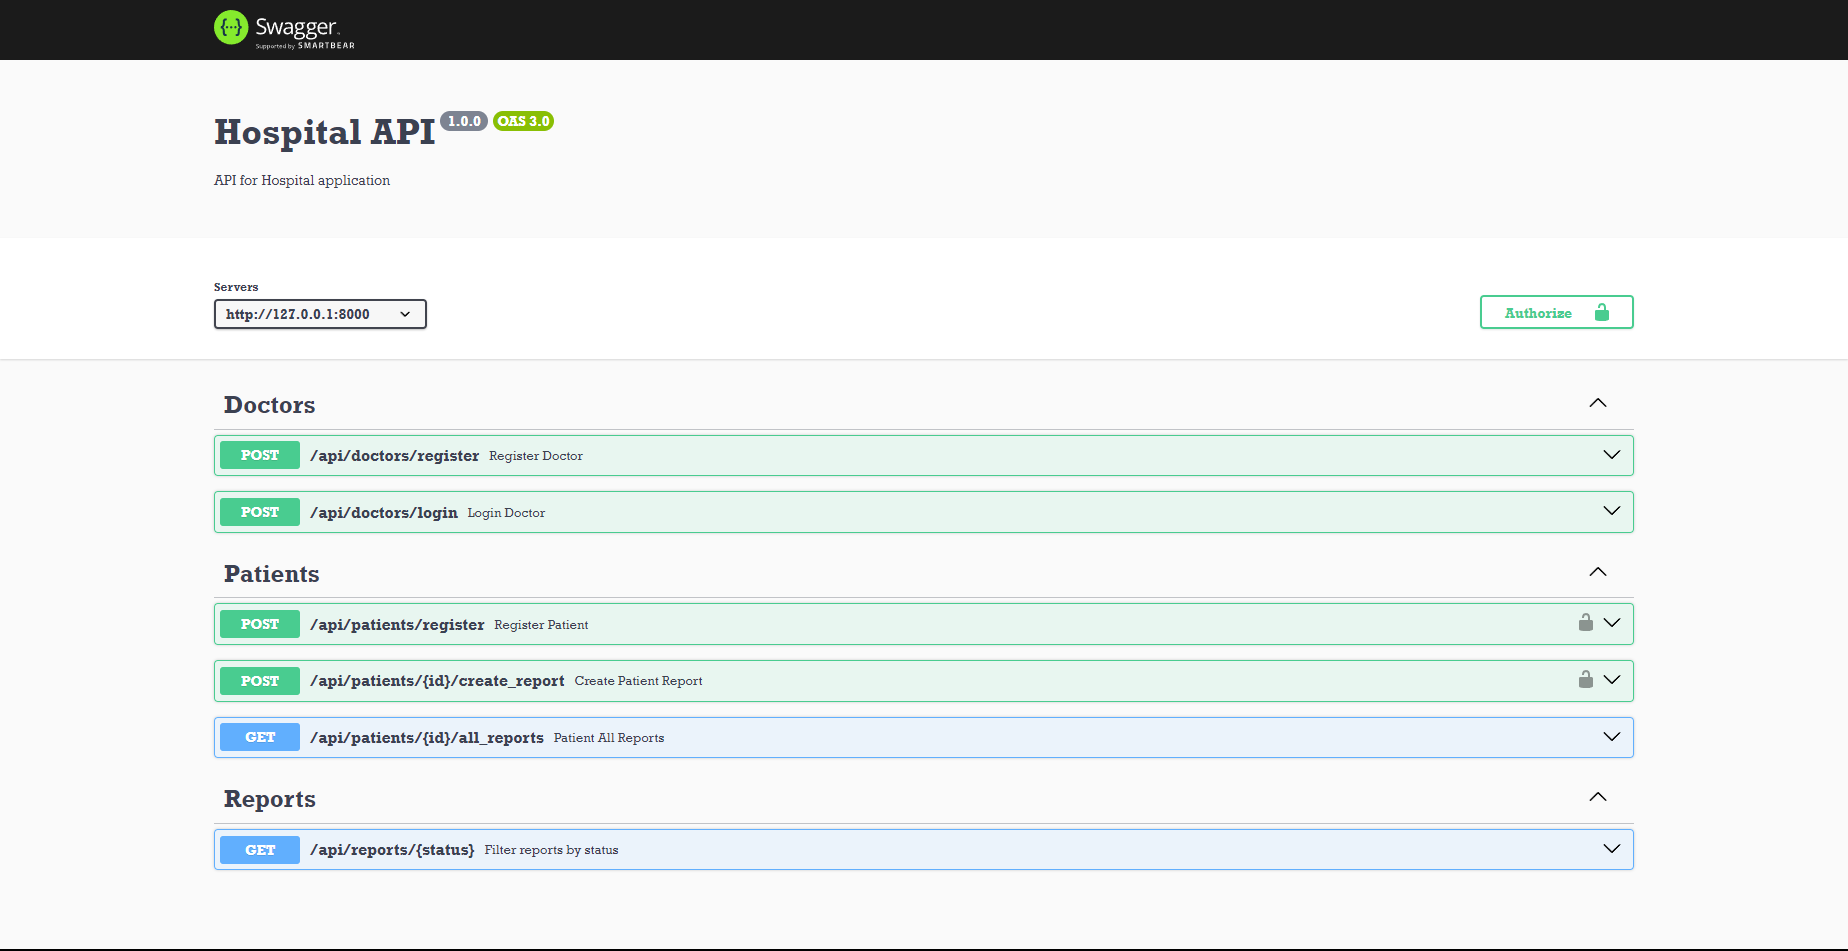 Swagger.
Supported by SMARTBEAR
Hospital API 1.0.0 OAS 3.0
API for Hospital application
Servers
http://127.0.0.1:8000
Authorize
Doctors
POST /api/doctors/register Register Doctor
POST /api/doctors/login Login Doctor
Patients
POST /api/patients/register Register Patient
POST /api/patients/{id}/create_report Create Patient Report
GET /api/patients/{id}/all_reports Patient All Reports
Reports
GET /api/reports/{status} Filter reports by status